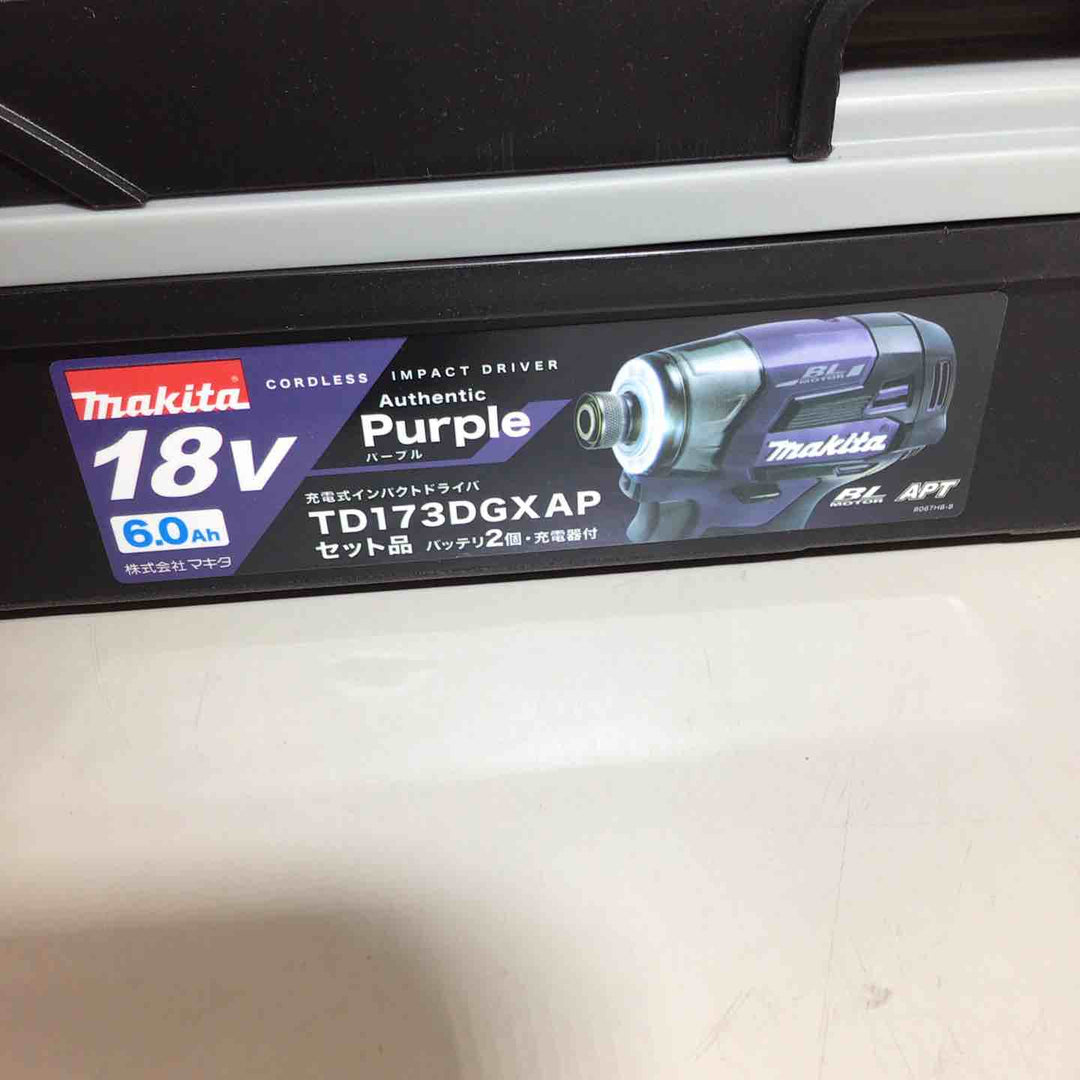 makita
CORDLESS IMPACT DRIVER
18V
Authentic
Purple
パープル
6.0Ah
充電式インパクトドライバ
TD173DGXAP
セット品 バッテリ2個・充電器付
株式会社マキタ
BL
MOTOR
makita
BL
MOTOR
APT